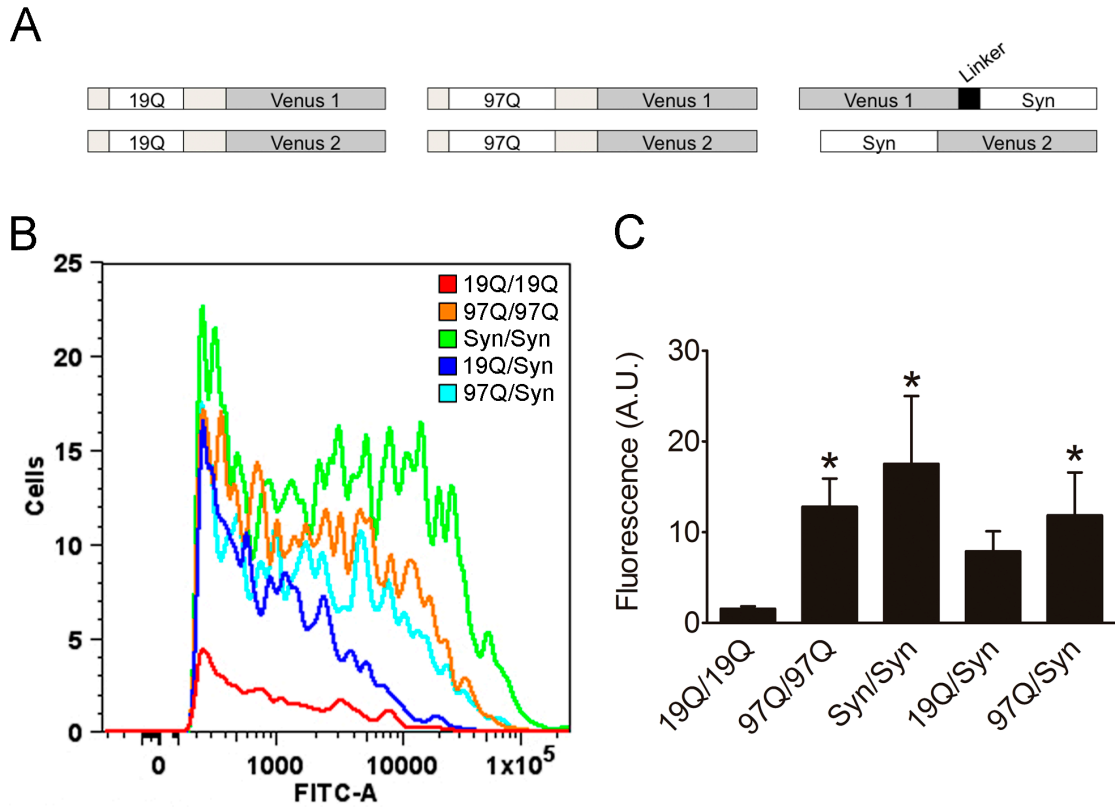 A
Linker
19Q Venus 1
97Q Venus 1
Venus 1 Syn
19Q Venus 2
97Q Venus 2
Syn Venus 2
B
25
20
15
10
5
0
Cells
19Q/19Q
97Q/97Q
Syn/Syn
19Q/Syn
97Q/Syn
0 1000 10000 1x10⁵
FITC-A
C
Fluorescence (A.U.)
30
20
10
0
* * *
19Q/19Q
97Q/97Q
Syn/Syn
19Q/Syn
97Q/Syn